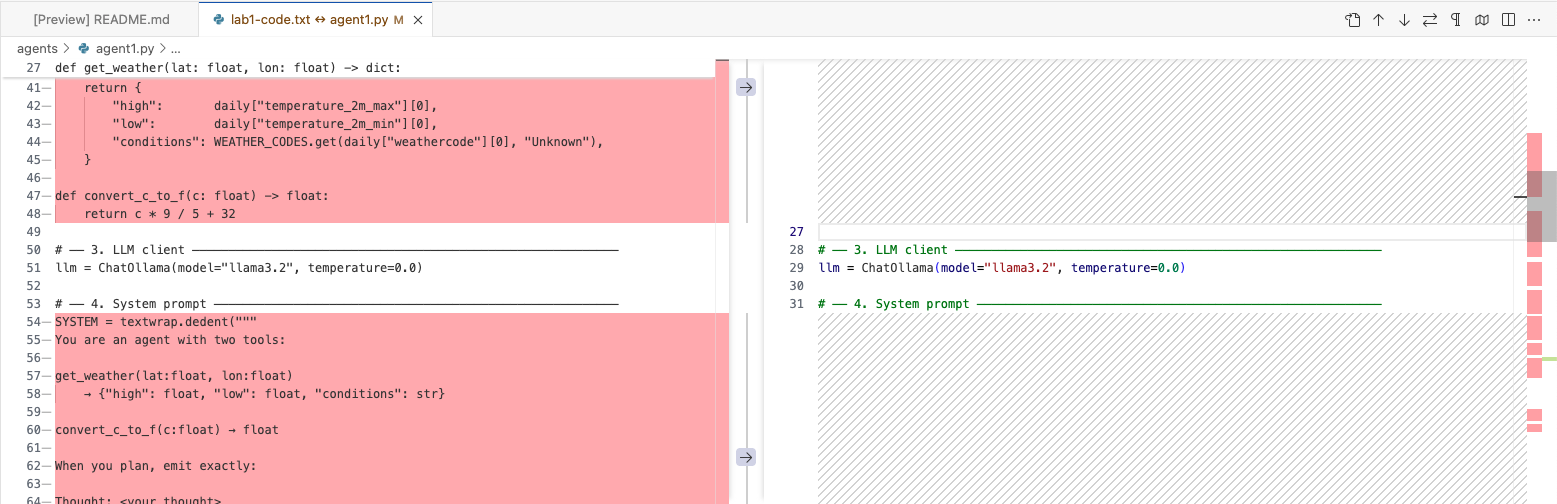 [Preview] README.md
lab1-code.txt ↔ agent1.py M
agents > agent1.py > ...
27 def get_weather(lat: float, lon: float) -> dict:
41— return {
42— "high": daily["temperature_2m_max"][0],
43— "low": daily["temperature_2m_min"][0],
44— "conditions": WEATHER_CODES.get(daily["weathercode"][0], "Unknown"),
45— }
46—
47— def convert_c_to_f(c: float) -> float:
48— return c * 9 / 5 + 32
49
50 # —— 3. LLM client ————————————————
51 llm = ChatOllama(model="llama3.2", temperature=0.0)
52
53 # —— 4. System prompt ————————————————
54— SYSTEM = textwrap.dedent("""
55— You are an agent with two tools:
56—
57— get_weather(lat:float, lon:float)
58— → {"high": float, "low": float, "conditions": str}
59—
60— convert_c_to_f(c:float) → float
61—
62— When you plan, emit exactly:
63—
64— Thought: <your thought>
27
28 # —— 3. LLM client ————————————————
29 llm = ChatOllama(model="llama3.2", temperature=0.0)
30
31 # —— 4. System prompt ————————————————